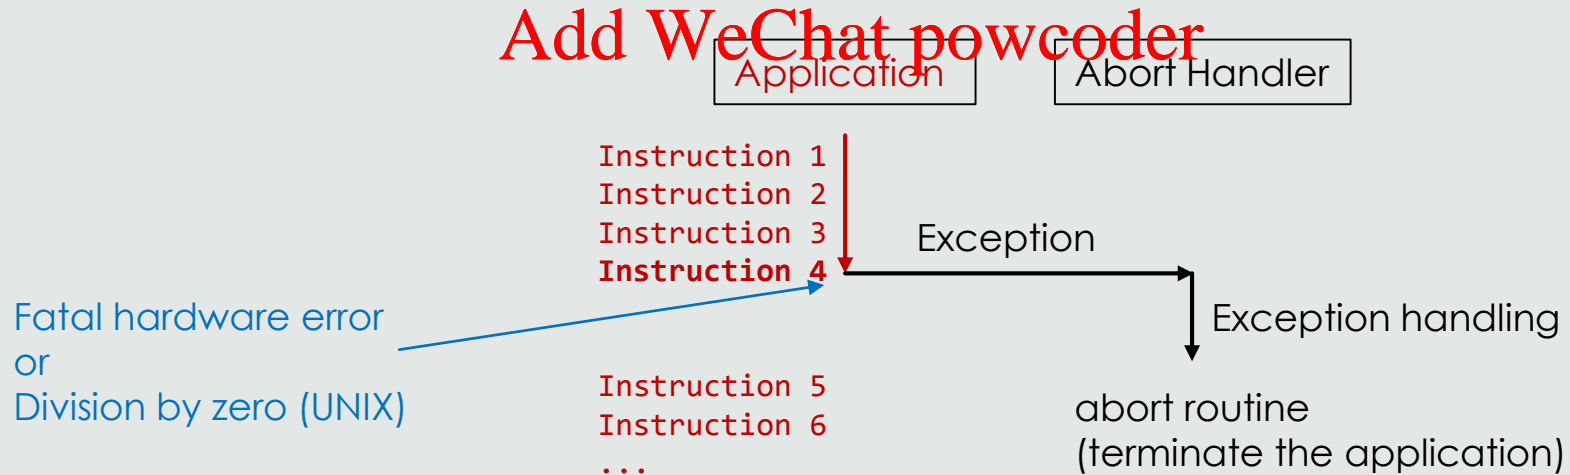 Add WeChat powcoder
Application
Abort Handler
Instruction 1
Instruction 2
Instruction 3
Exception
Instruction 4
Fatal hardware error
or
Division by zero (UNIX)
Exception handling
Instruction 5
Instruction 6
...
abort routine
(terminate the application)